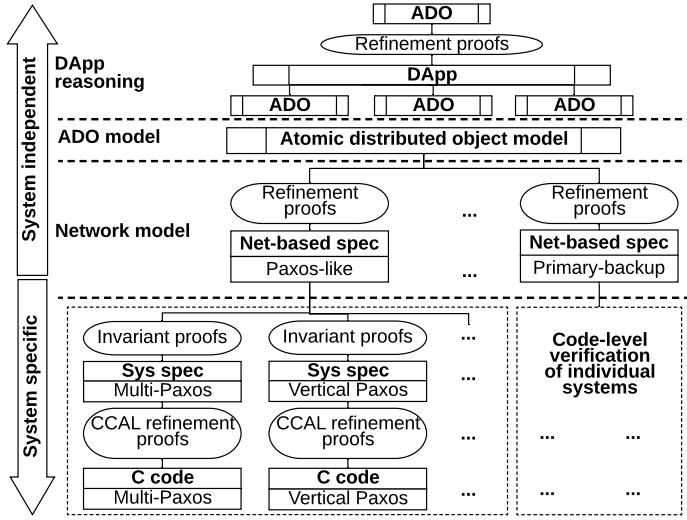 ADO
Refinement proofs
DApp
reasoning
DApp
ADO
ADO
ADO
ADO model
Atomic distributed object model
System independent
Network model
Refinement
proofs
...
Refinement
proofs
Net-based spec
Paxos-like
...
Net-based spec
Primary-backup
System specific
Invariant proofs
Invariant proofs
...
Sys spec
Multi-Paxos
Sys spec
Vertical Paxos
...
CCAL refinement
proofs
CCAL refinement
proofs
...
C code
Multi-Paxos
C code
Vertical Paxos
...
Code-level
verification
of individual
systems
... ...
... ...